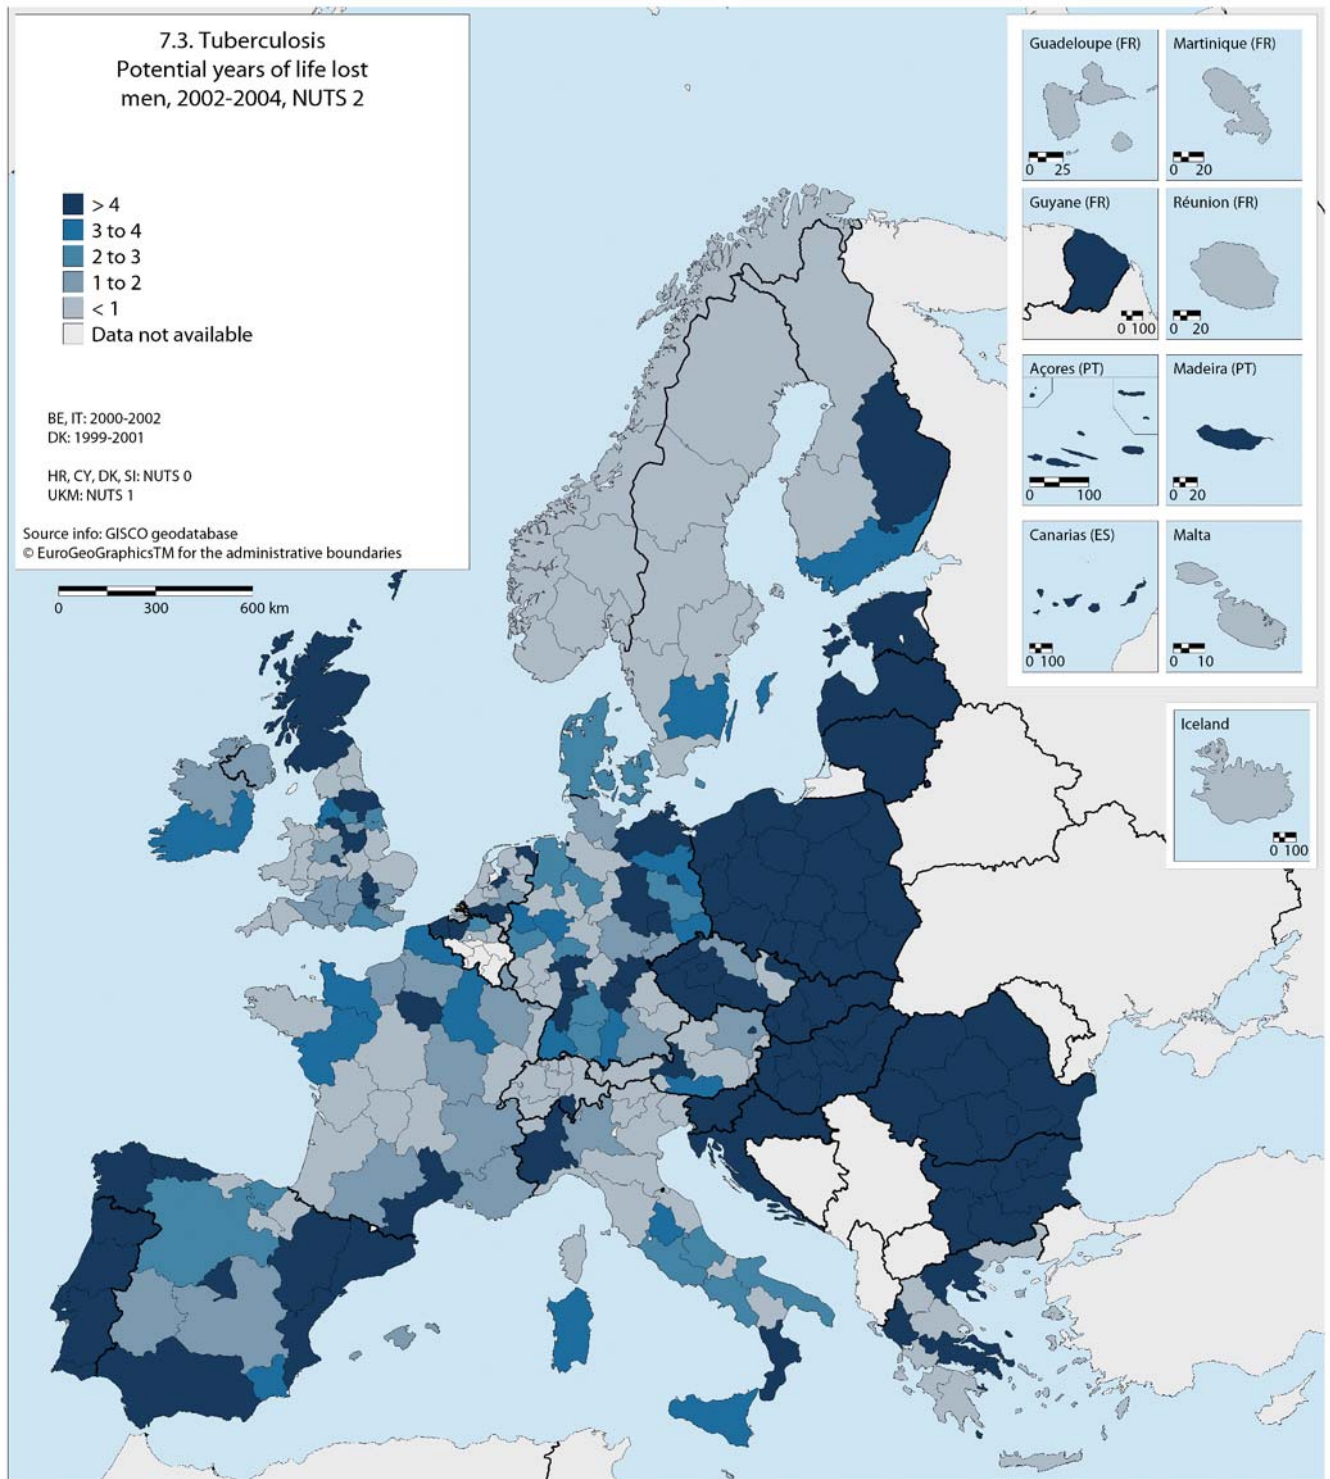 7.3. Tuberculosis
Potential years of life lost
men, 2002-2004, NUTS 2
> 4
3 to 4
2 to 3
1 to 2
< 1
Data not available
BE, IT: 2000-2002
DK: 1999-2001
HR, CY, DK, SI: NUTS 0
UKM: NUTS 1
Source info: GISCO geodatabase
© EuroGeoGraphicsTM for the administrative boundaries
0 300 600 km
Guadeloupe (FR)
0 25
Martinique (FR)
0 20
Guyane (FR)
0 100
Réunion (FR)
0 20
Açores (PT)
0 100
Madeira (PT)
0 20
Canarias (ES)
0 100
Malta
0 10
Iceland
0 100